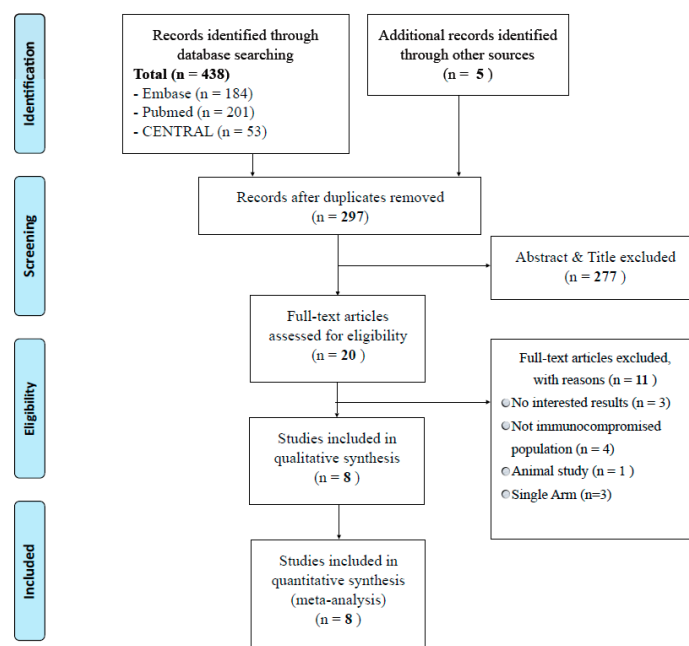 Identification
Records identified through
database searching
Total (n = 438)
- Embase (n = 184)
- Pubmed (n = 201)
- CENTRAL (n = 53)
Additional records identified
through other sources
(n = 5)
Screening
Records after duplicates removed
(n = 297)
Abstract & Title excluded
(n = 277 )
Full-text articles
assessed for eligibility
(n = 20 )
Eligibility
Full-text articles excluded,
with reasons (n = 11 )
No interested results (n = 3)
Not immunocompromised
population (n = 4)
Animal study (n = 1 )
Single Arm (n=3)
Studies included in
qualitative synthesis
(n = 8 )
Included
Studies included in
quantitative synthesis
(meta-analysis)
(n = 8 )